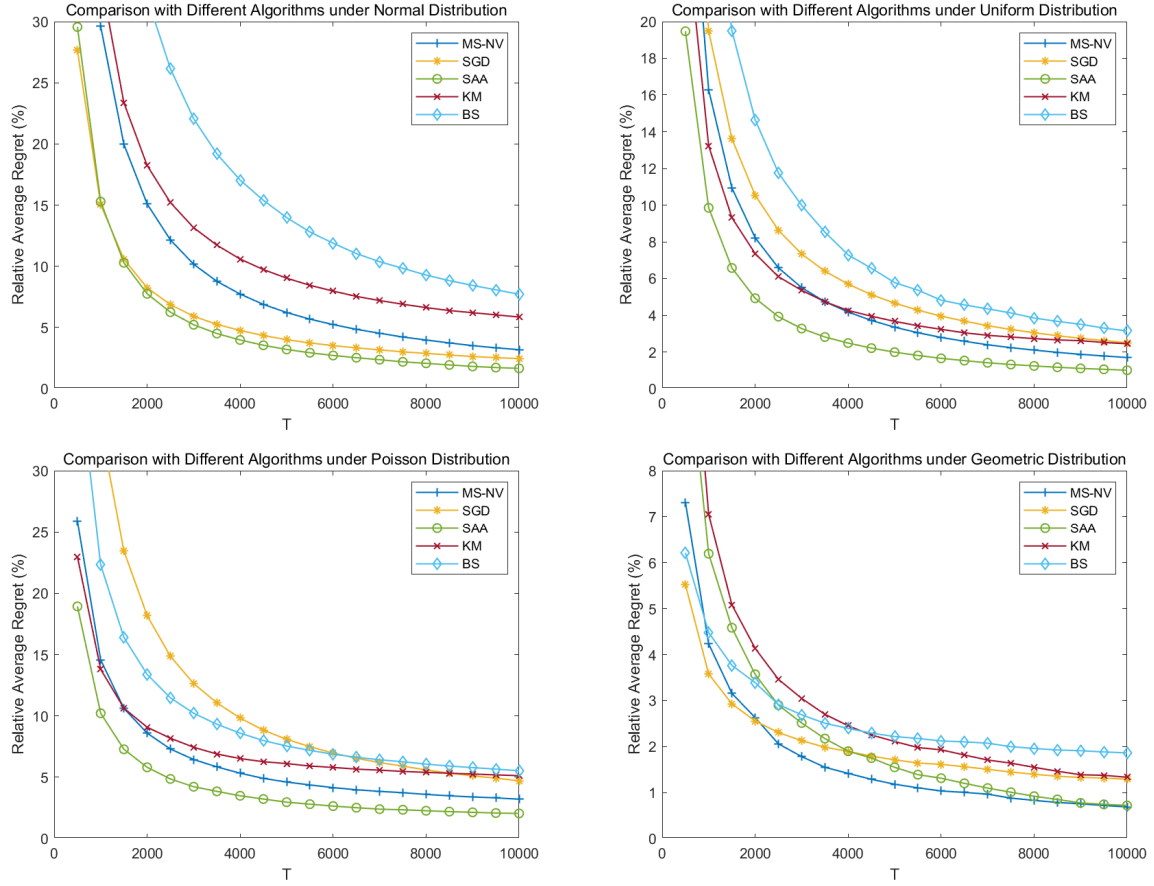 Comparison with Different Algorithms under Normal Distribution
30
25
20
15
10
5
0
0 2000 4000 6000 8000 10000
Relative Average Regret (%)
T
MS-NV
SGD
SAA
KM
BS
Comparison with Different Algorithms under Uniform Distribution
20
18
16
14
12
10
8
6
4
2
0
0 2000 4000 6000 8000 10000
Relative Average Regret (%)
T
MS-NV
SGD
SAA
KM
BS
Comparison with Different Algorithms under Poisson Distribution
30
25
20
15
10
5
0
0 2000 4000 6000 8000 10000
Relative Average Regret (%)
T
MS-NV
SGD
SAA
KM
BS
Comparison with Different Algorithms under Geometric Distribution
8
7
6
5
4
3
2
1
0
0 2000 4000 6000 8000 10000
Relative Average Regret (%)
T
MS-NV
SGD
SAA
KM
BS